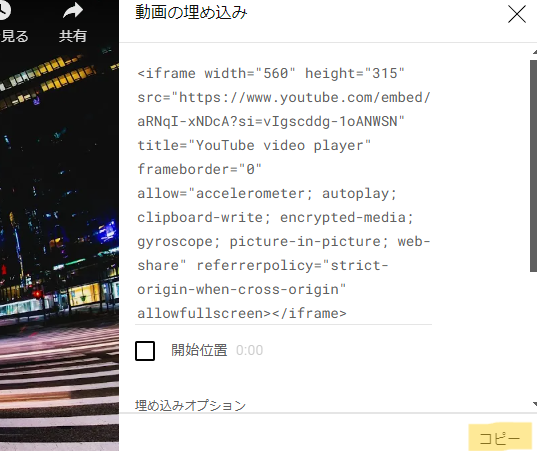 動画の埋め込み
見る
共有
<iframe width="560" height="315"
src="https://www.youtube.com/embed/
aRNqI-xNDcA?si=vIgscddg-1oANWSN"
title="YouTube video player"
frameborder="0"
allow="accelerometer; autoplay;
clipboard-write; encrypted-media;
gyroscope; picture-in-picture; web-
share" referrerpolicy="strict-
origin-when-cross-origin"
allowfullscreen></iframe>
開始位置 0:00
埋め込みオプション
コピー